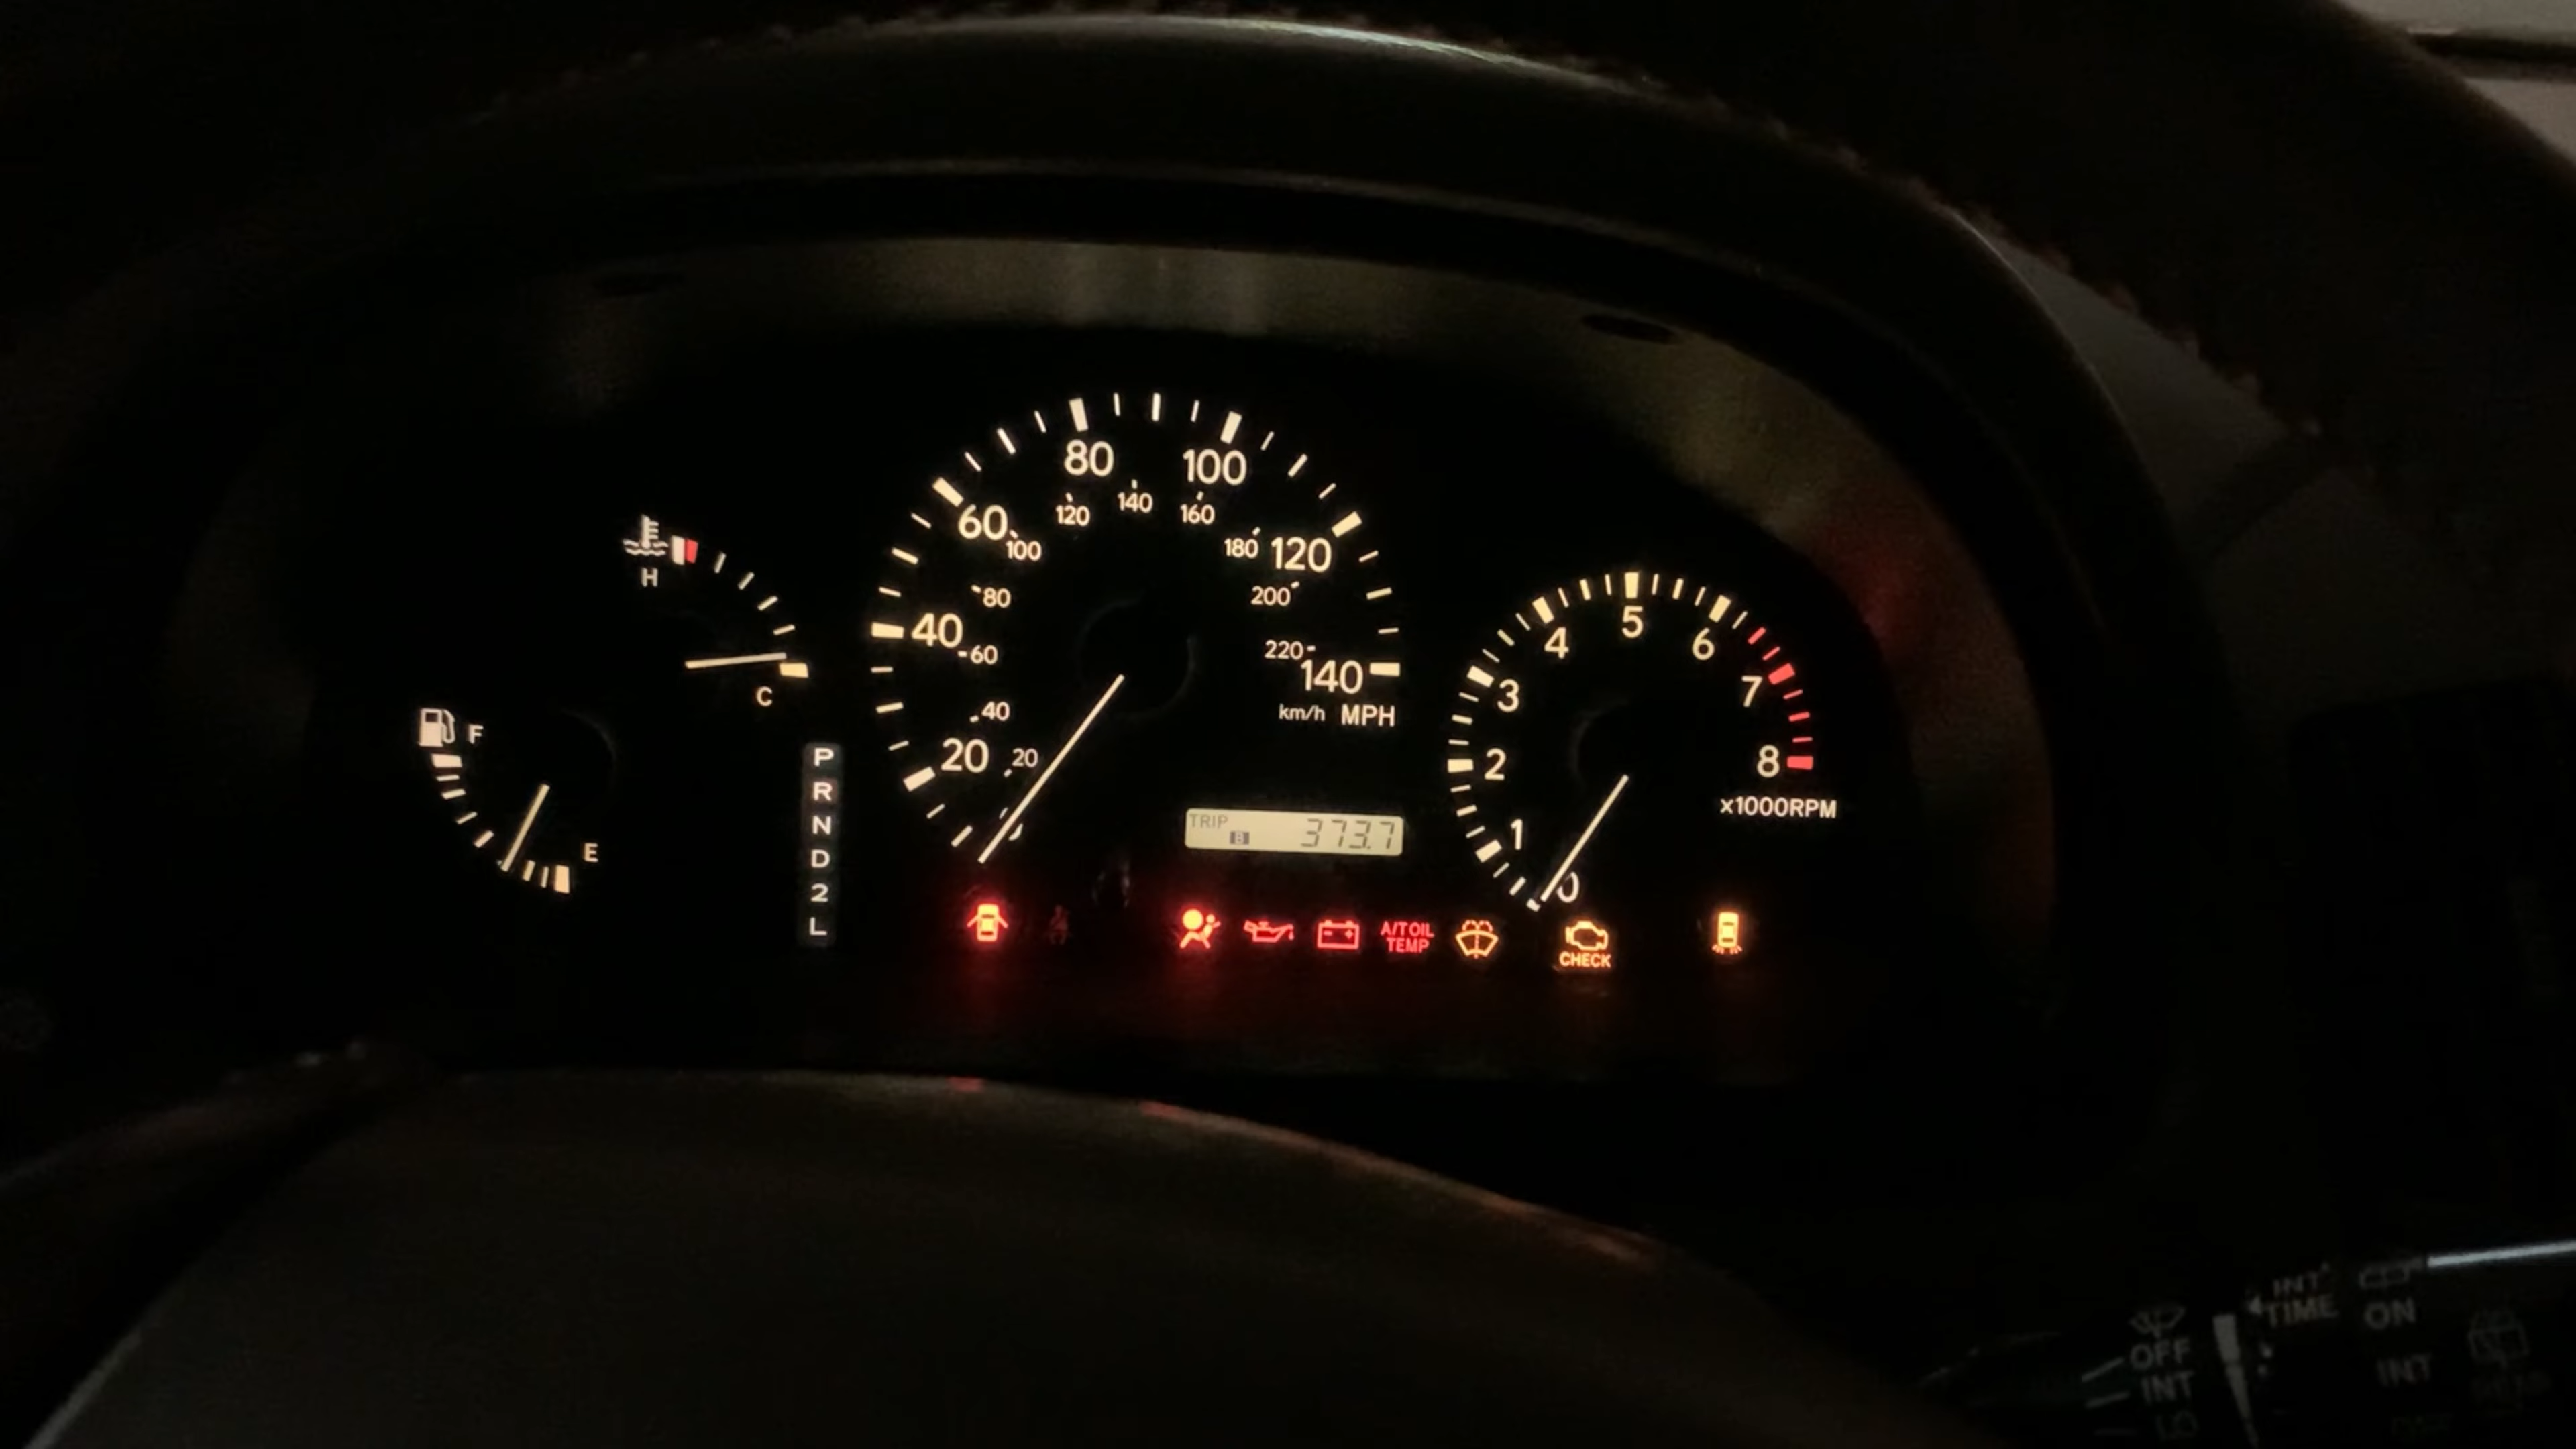 H
C
F
E
P
R
N
D
2
L
20
40
60
80
100
120
140
20
40
60
80
100
120
140
160
180
200
220
km/h MPH
TRIP
B 373.7
0
1
2
3
4
5
6
7
8
x1000RPM
A/T OIL
TEMP
CHECK
INT
TIME
OFF
INT
LO
ON
INT